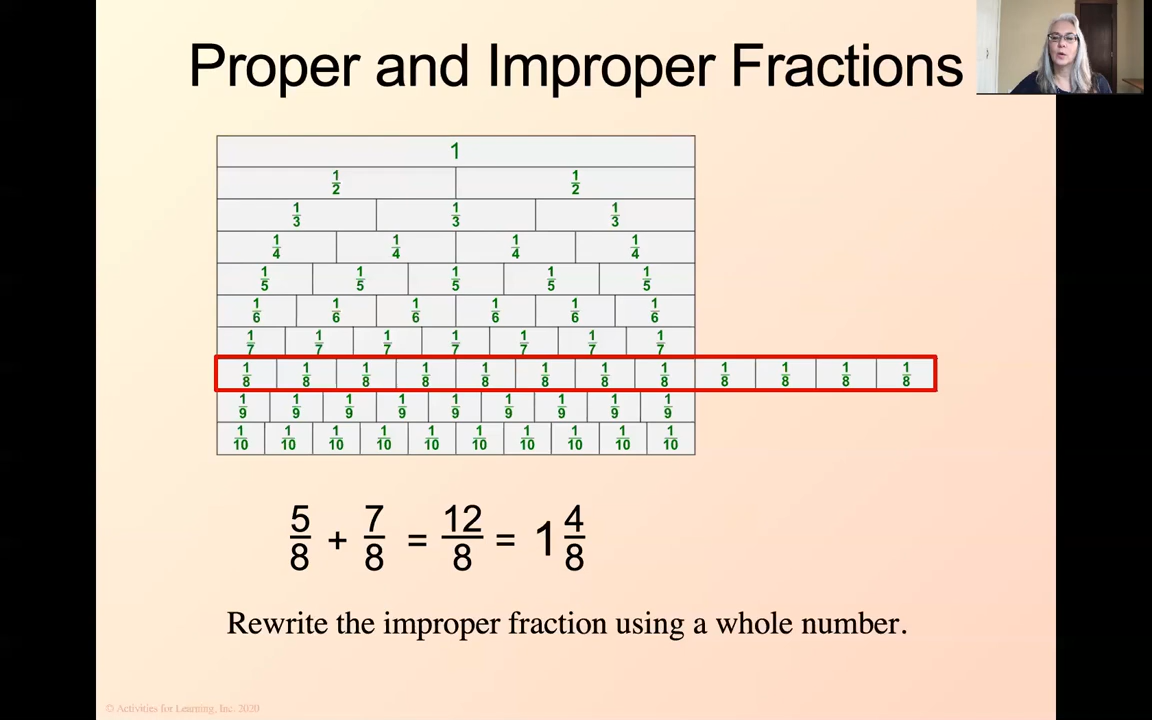 Proper and Improper Fractions
1
1/2 1/2
1/3 1/3 1/3
1/4 1/4 1/4 1/4
1/5 1/5 1/5 1/5 1/5
1/6 1/6 1/6 1/6 1/6 1/6
1/7 1/7 1/7 1/7 1/7 1/7 1/7
1/8 1/8 1/8 1/8 1/8 1/8 1/8 1/8 1/8 1/8 1/8 1/8
1/9 1/9 1/9 1/9 1/9 1/9 1/9 1/9 1/9
1/10 1/10 1/10 1/10 1/10 1/10 1/10 1/10 1/10 1/10
5/8 + 7/8 = 12/8 = 1 4/8
Rewrite the improper fraction using a whole number.
© Activities for Learning, Inc. 2020